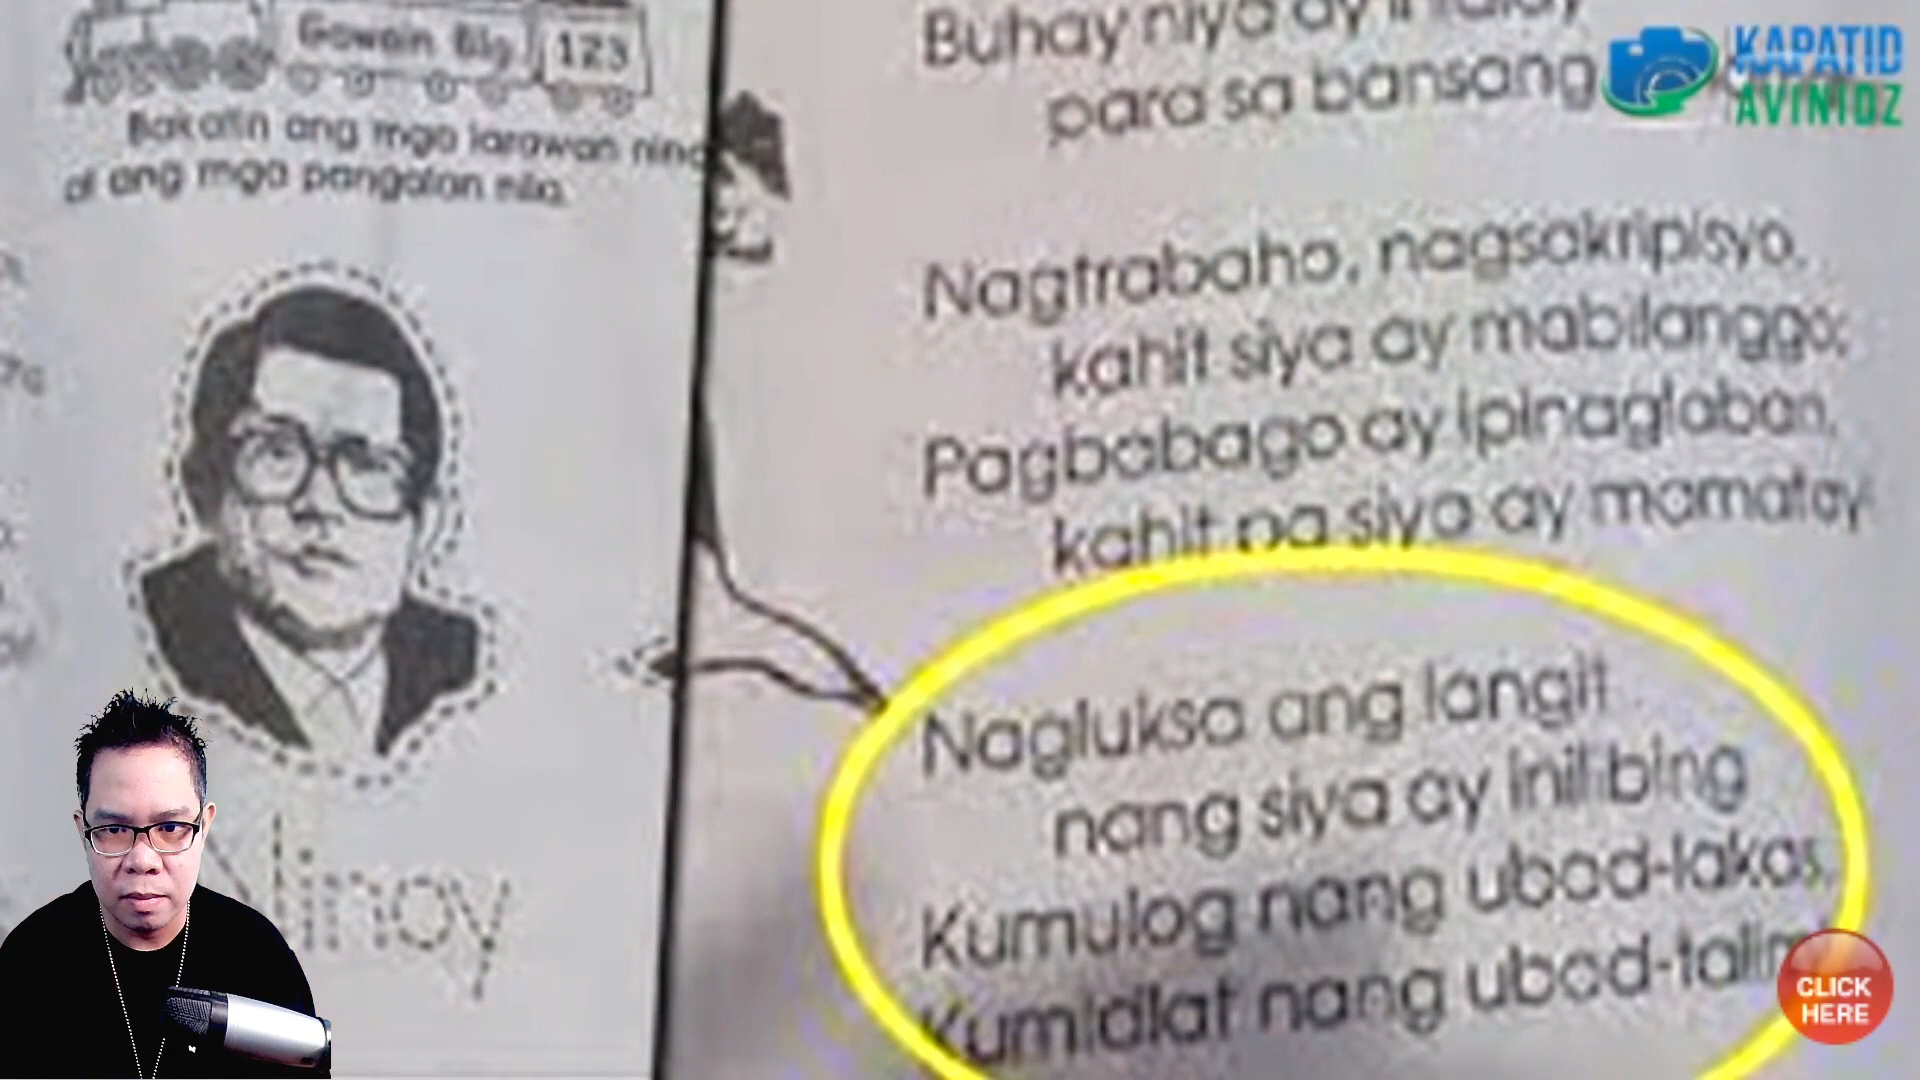 Gawain Blg. 123
Bakatin ang mga larawan nina
at ang mga pangalan nila.
Ninoy
Buhay niya ay
para sa bansang
Nagtrabaho, nagsakripisyo,
kahit siya ay mabilanggo;
Pagbabago ay ipinaglaban,
kahit pa siya ay mamatay
Nagluksa ang langit
nang siya ay inilibing
Kumulog nang ubod-lakas,
Kumidlat nang ubod-talim
KAPATID
AVINIDZ
CLICK
HERE